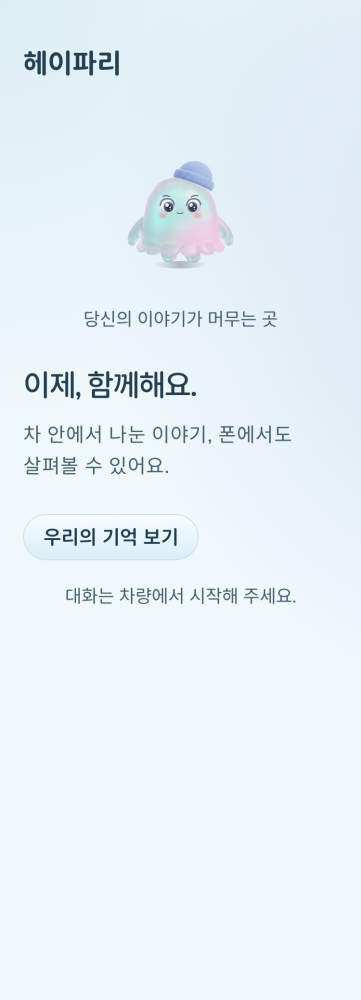 헤이파리
당신의 이야기가 머무는 곳
이제, 함께해요.
차 안에서 나눈 이야기, 폰에서도
살펴볼 수 있어요.
우리의 기억 보기
대화는 차량에서 시작해 주세요.